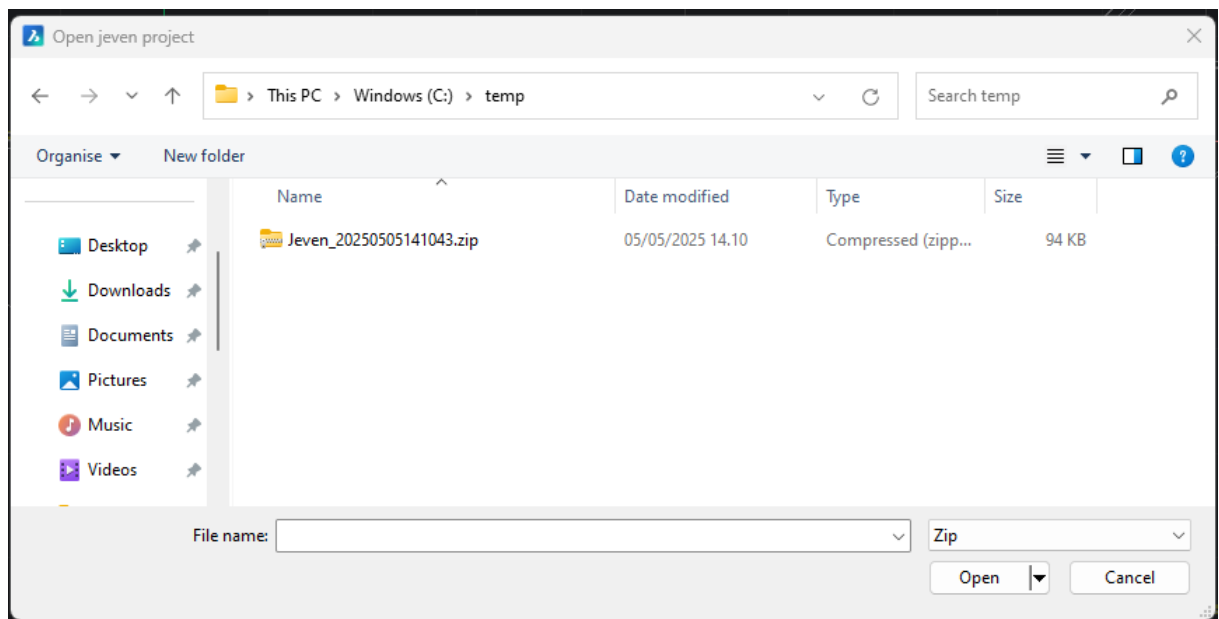 Open jeven project
This PC > Windows (C:) > temp
Search temp
Organise
New folder
?
Name
Date modified
Type
Size
Jeven_20250505141043.zip
05/05/2025 14.10
Compressed (zipp...
94 KB
Desktop
Downloads
Documents
Pictures
Music
Videos
File name:
Zip
Open
Cancel